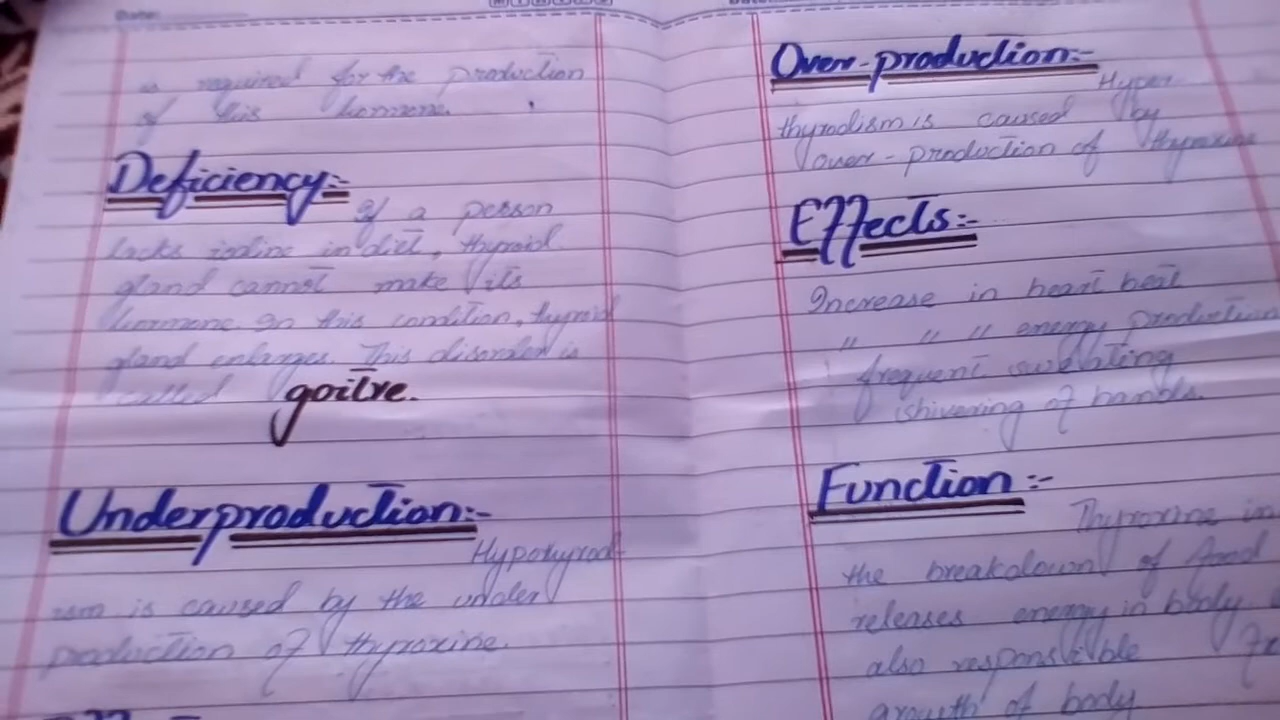 is required for the production
of this hormone.
Deficiency:-
If a person
lacks iodine in diet, thyroid
gland cannot make its
hormone. In this condition, thyroid
gland enlarges. This disorder is
called goitre.
Underproduction:-
Hypothyrod
ism is caused by the under
production of thyroxine.
Over-production:-
Hyper
thyrodism is caused by
over-production of thyroxine
Effects:-
Increase in heart beat
" " " energy production
frequent sweating
shivering of hands.
Function:-
Thyroxine in
the breakdown of food
releases energy in body
also responsible
growth of body